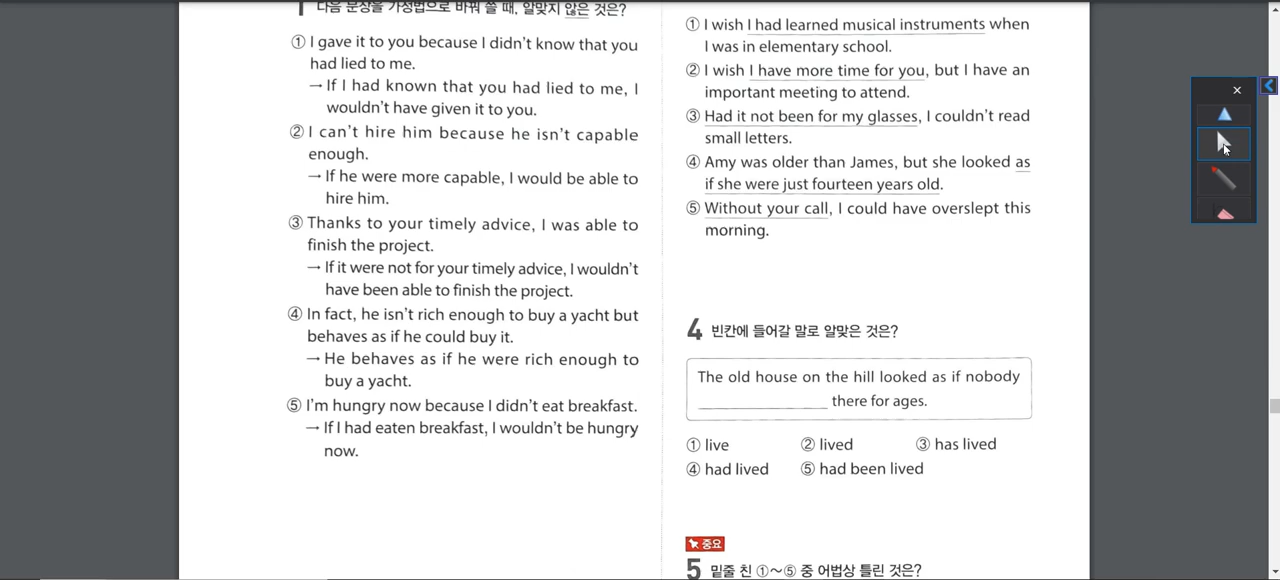 1 다음 문장을 가정법으로 바꿔 쓸 때, 알맞지 않은 것은?
① I gave it to you because I didn't know that you
had lied to me.
→ If I had known that you had lied to me, I
wouldn't have given it to you.
② I can't hire him because he isn't capable
enough.
→ If he were more capable, I would be able to
hire him.
③ Thanks to your timely advice, I was able to
finish the project.
→ If it were not for your timely advice, I wouldn't
have been able to finish the project.
④ In fact, he isn't rich enough to buy a yacht but
behaves as if he could buy it.
→ He behaves as if he were rich enough to
buy a yacht.
⑤ I'm hungry now because I didn't eat breakfast.
→ If I had eaten breakfast, I wouldn't be hungry
now.
① I wish I had learned musical instruments when
I was in elementary school.
② I wish I have more time for you, but I have an
important meeting to attend.
③ Had it not been for my glasses, I couldn't read
small letters.
④ Amy was older than James, but she looked as
if she were just fourteen years old.
⑤ Without your call, I could have overslept this
morning.
4 빈칸에 들어갈 말로 알맞은 것은?
The old house on the hill looked as if nobody
____________ there for ages.
① live ② lived ③ has lived
④ had lived ⑤ had been lived
중요
5 밑줄 친 ①～⑤ 중 어법상 틀린 것은?